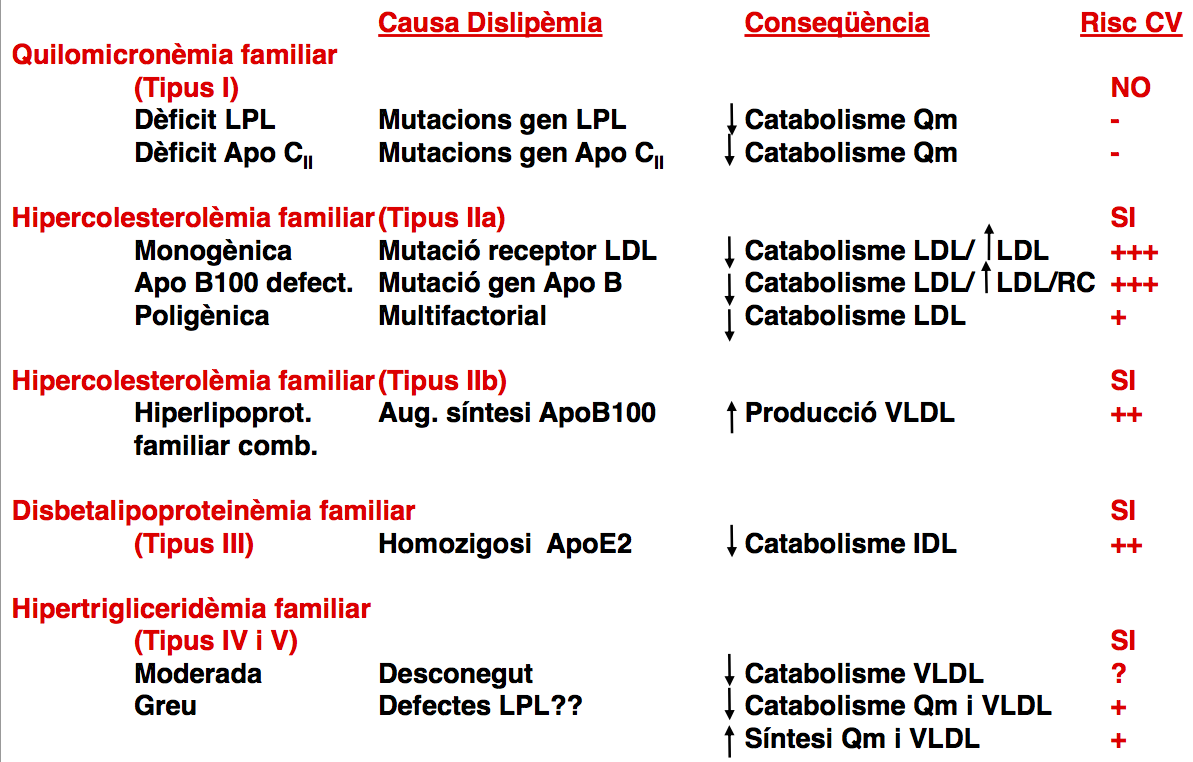 Causa Dislipèmia Conseqüència Risc CV
Quilomicronèmia familiar
(Tipus I) NO
Dèficit LPL Mutacions gen LPL ↓ Catabolisme Qm -
Dèficit Apo CII Mutacions gen Apo CII ↓ Catabolisme Qm -
Hipercolesterolèmia familiar (Tipus IIa) SI
Monogènica Mutació receptor LDL ↓ Catabolisme LDL/ ↑ LDL +++
Apo B100 defect. Mutació gen Apo B ↓ Catabolisme LDL/ ↑ LDL/RC +++
Poligènica Multifactorial ↓ Catabolisme LDL +
Hipercolesterolèmia familiar (Tipus IIb) SI
Hiperlipoprot. Aug. síntesi ApoB100 ↑ Producció VLDL ++
familiar comb.
Disbetalipoproteinèmia familiar SI
(Tipus III) Homozigosi ApoE2 ↓ Catabolisme IDL ++
Hipertrigliceridèmia familiar
(Tipus IV i V) SI
Moderada Desconegut ↓ Catabolisme VLDL ?
Greu Defectes LPL?? ↓ Catabolisme Qm i VLDL +
↑ Síntesi Qm i VLDL +